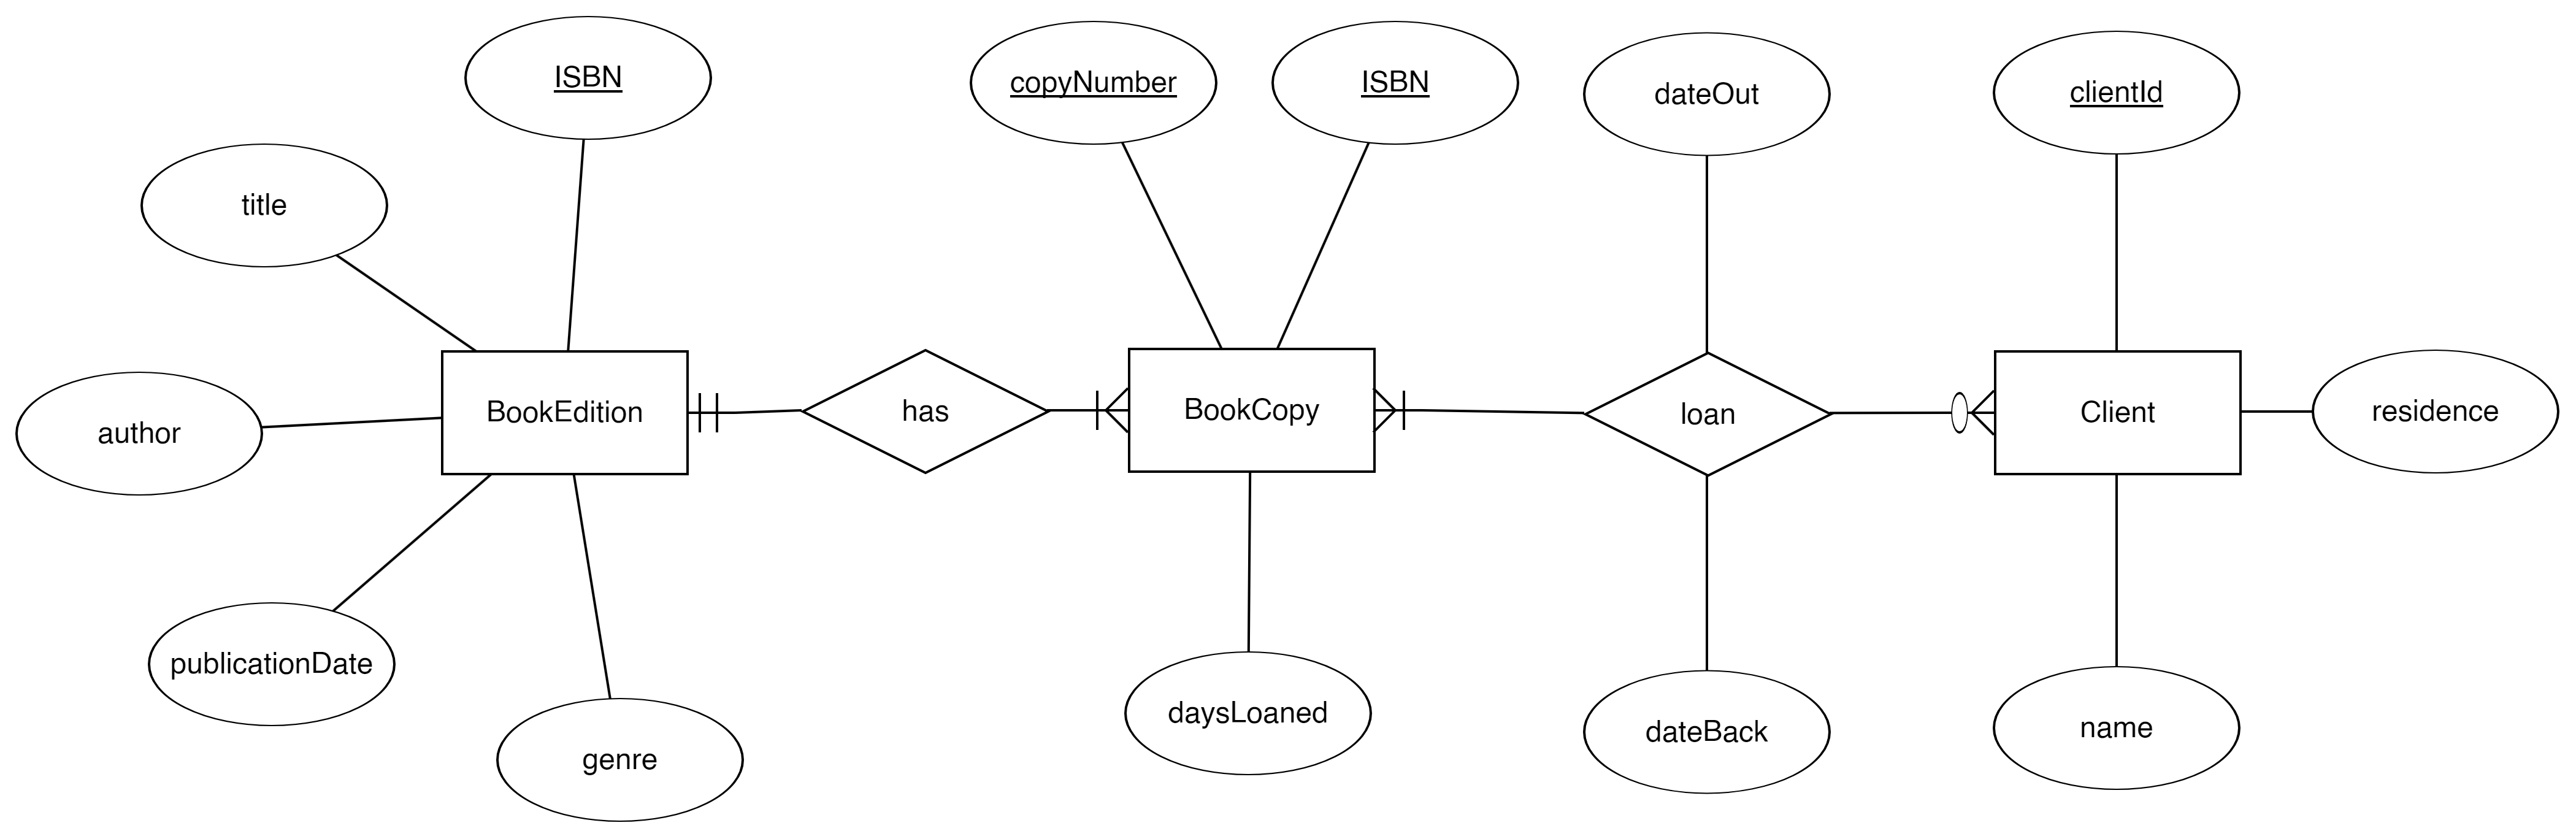 ISBN
copyNumber
ISBN
dateOut
clientId
title
author
BookEdition
has
BookCopy
loan
Client
residence
publicationDate
genre
daysLoaned
dateBack
name